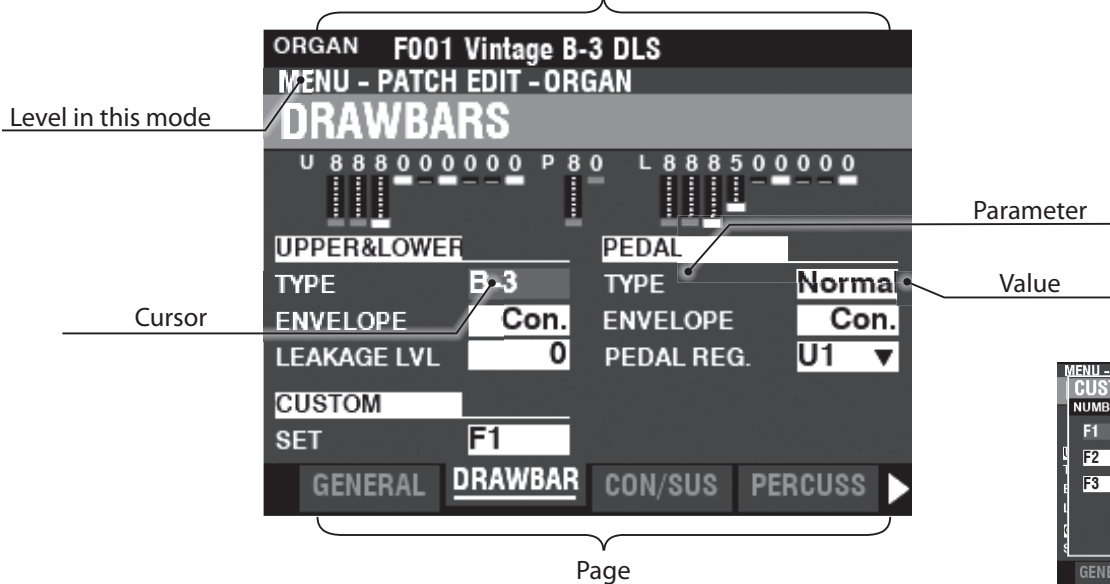 ORGAN F001 Vintage B-3 DLS
MENU - PATCH EDIT - ORGAN
Level in this mode
DRAWBARS
U 8 8 8 0 0 0 0 0 0 P 8 0 L 8 8 8 5 0 0 0 0 0
Parameter
UPPER&LOWER PEDAL
TYPE B-3 TYPE Normal
Value
Cursor
ENVELOPE Con. ENVELOPE Con.
LEAKAGE LVL 0 PEDAL REG. U1 ▼
CUSTOM
SET F1
GENERAL DRAWBAR CON/SUS PERCUSS ▶
Page
MENU -
F1
F2
F3